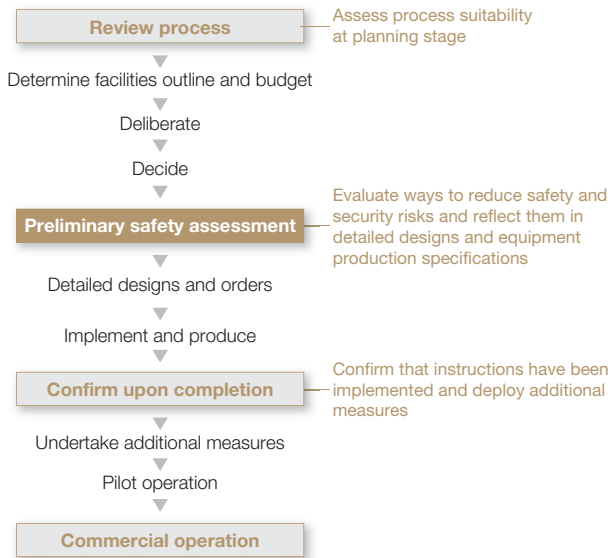 Review process
Assess process suitability
at planning stage
Determine facilities outline and budget
Deliberate
Decide
Preliminary safety assessment
Evaluate ways to reduce safety and
security risks and reflect them in
detailed designs and equipment
production specifications
Detailed designs and orders
Implement and produce
Confirm upon completion
Confirm that instructions have been
implemented and deploy additional
measures
Undertake additional measures
Pilot operation
Commercial operation